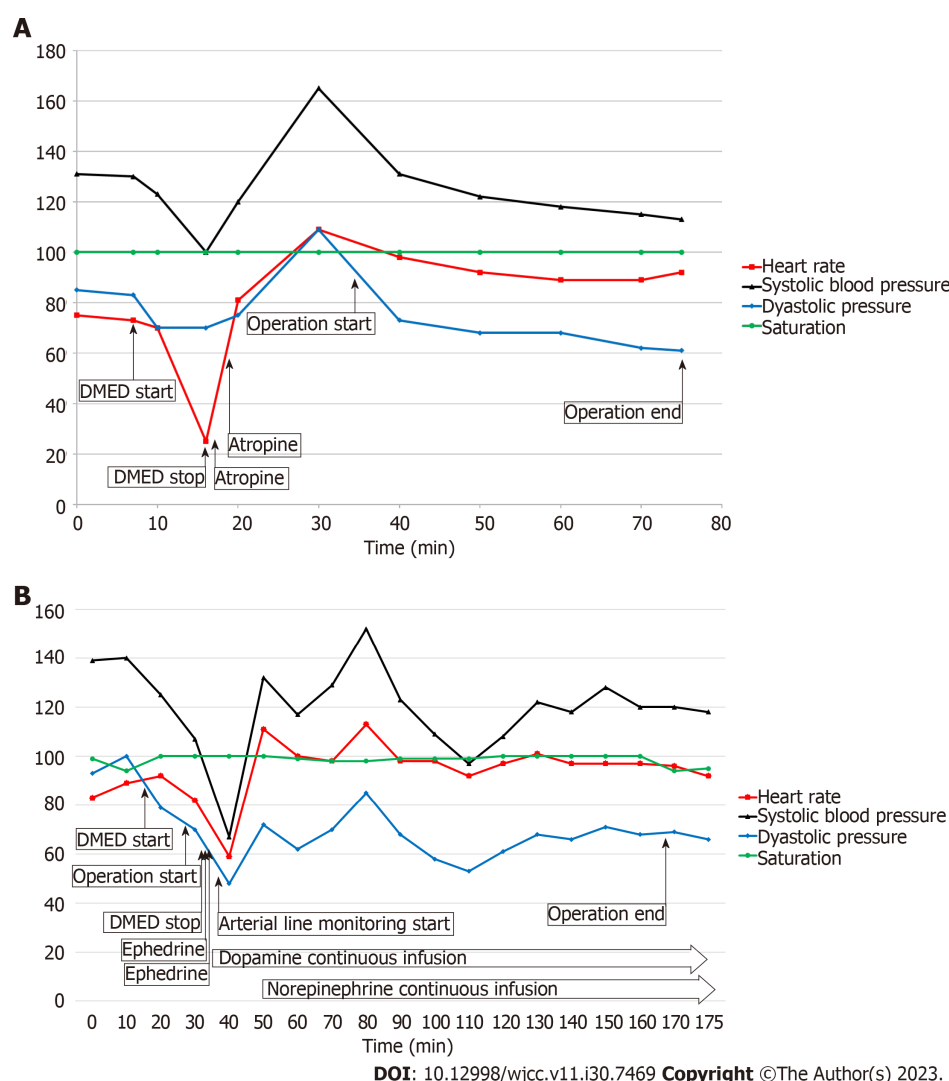 A
180
160
140
120
100
80
60
40
20
0
DMED start
DMED stop
Atropine
Atropine
Operation start
Operation end
0 10 20 30 40 50 60 70 80
Time (min)
Heart rate
Systolic blood pressure
Dyastolic pressure
Saturation
B
160
140
120
100
80
60
40
20
0
DMED start
Operation start
DMED stop
Ephedrine
Ephedrine
Arterial line monitoring start
Operation end
Dopamine continuous infusion
Norepinephrine continuous infusion
0 10 20 30 40 50 60 70 80 90 100 110 120 130 140 150 160 170 175
Time (min)
Heart rate
Systolic blood pressure
Dyastolic pressure
Saturation
DOI: 10.12998/wjcc.v11.i30.7469 Copyright ©The Author(s) 2023.